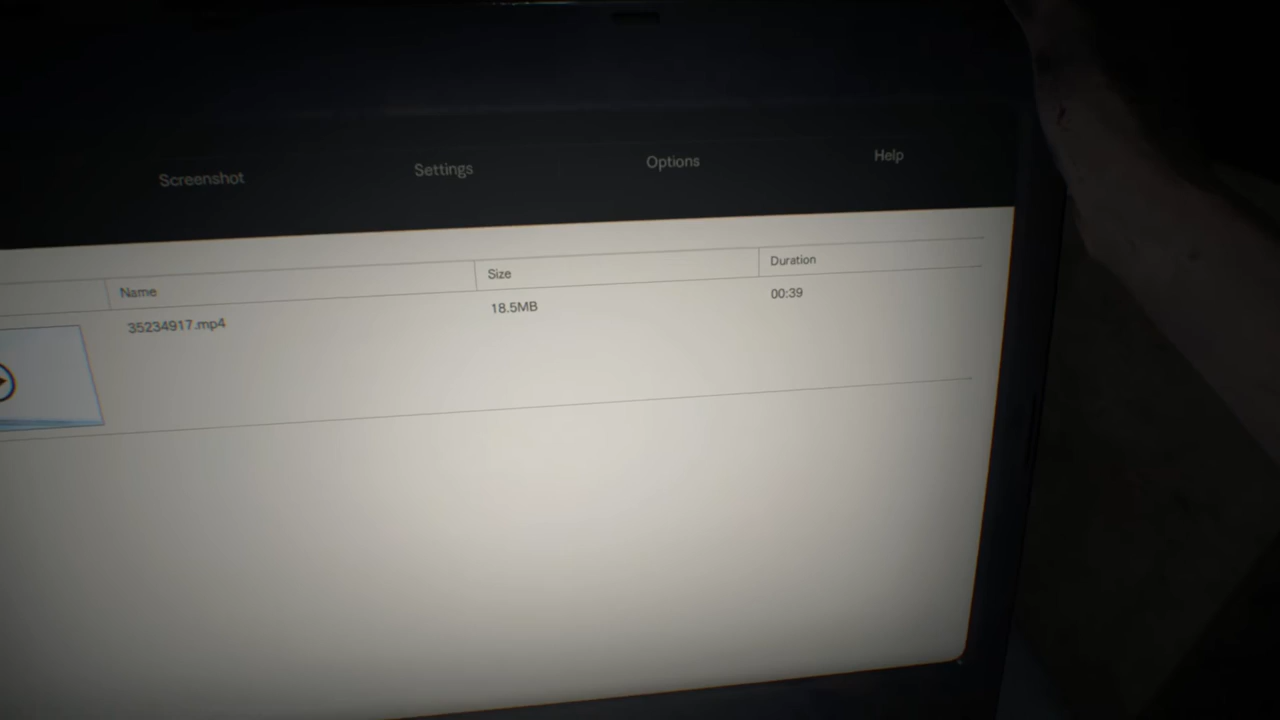 Screenshot Settings Options Help
Name Size Duration
35234917.mp4 18.5MB 00:39